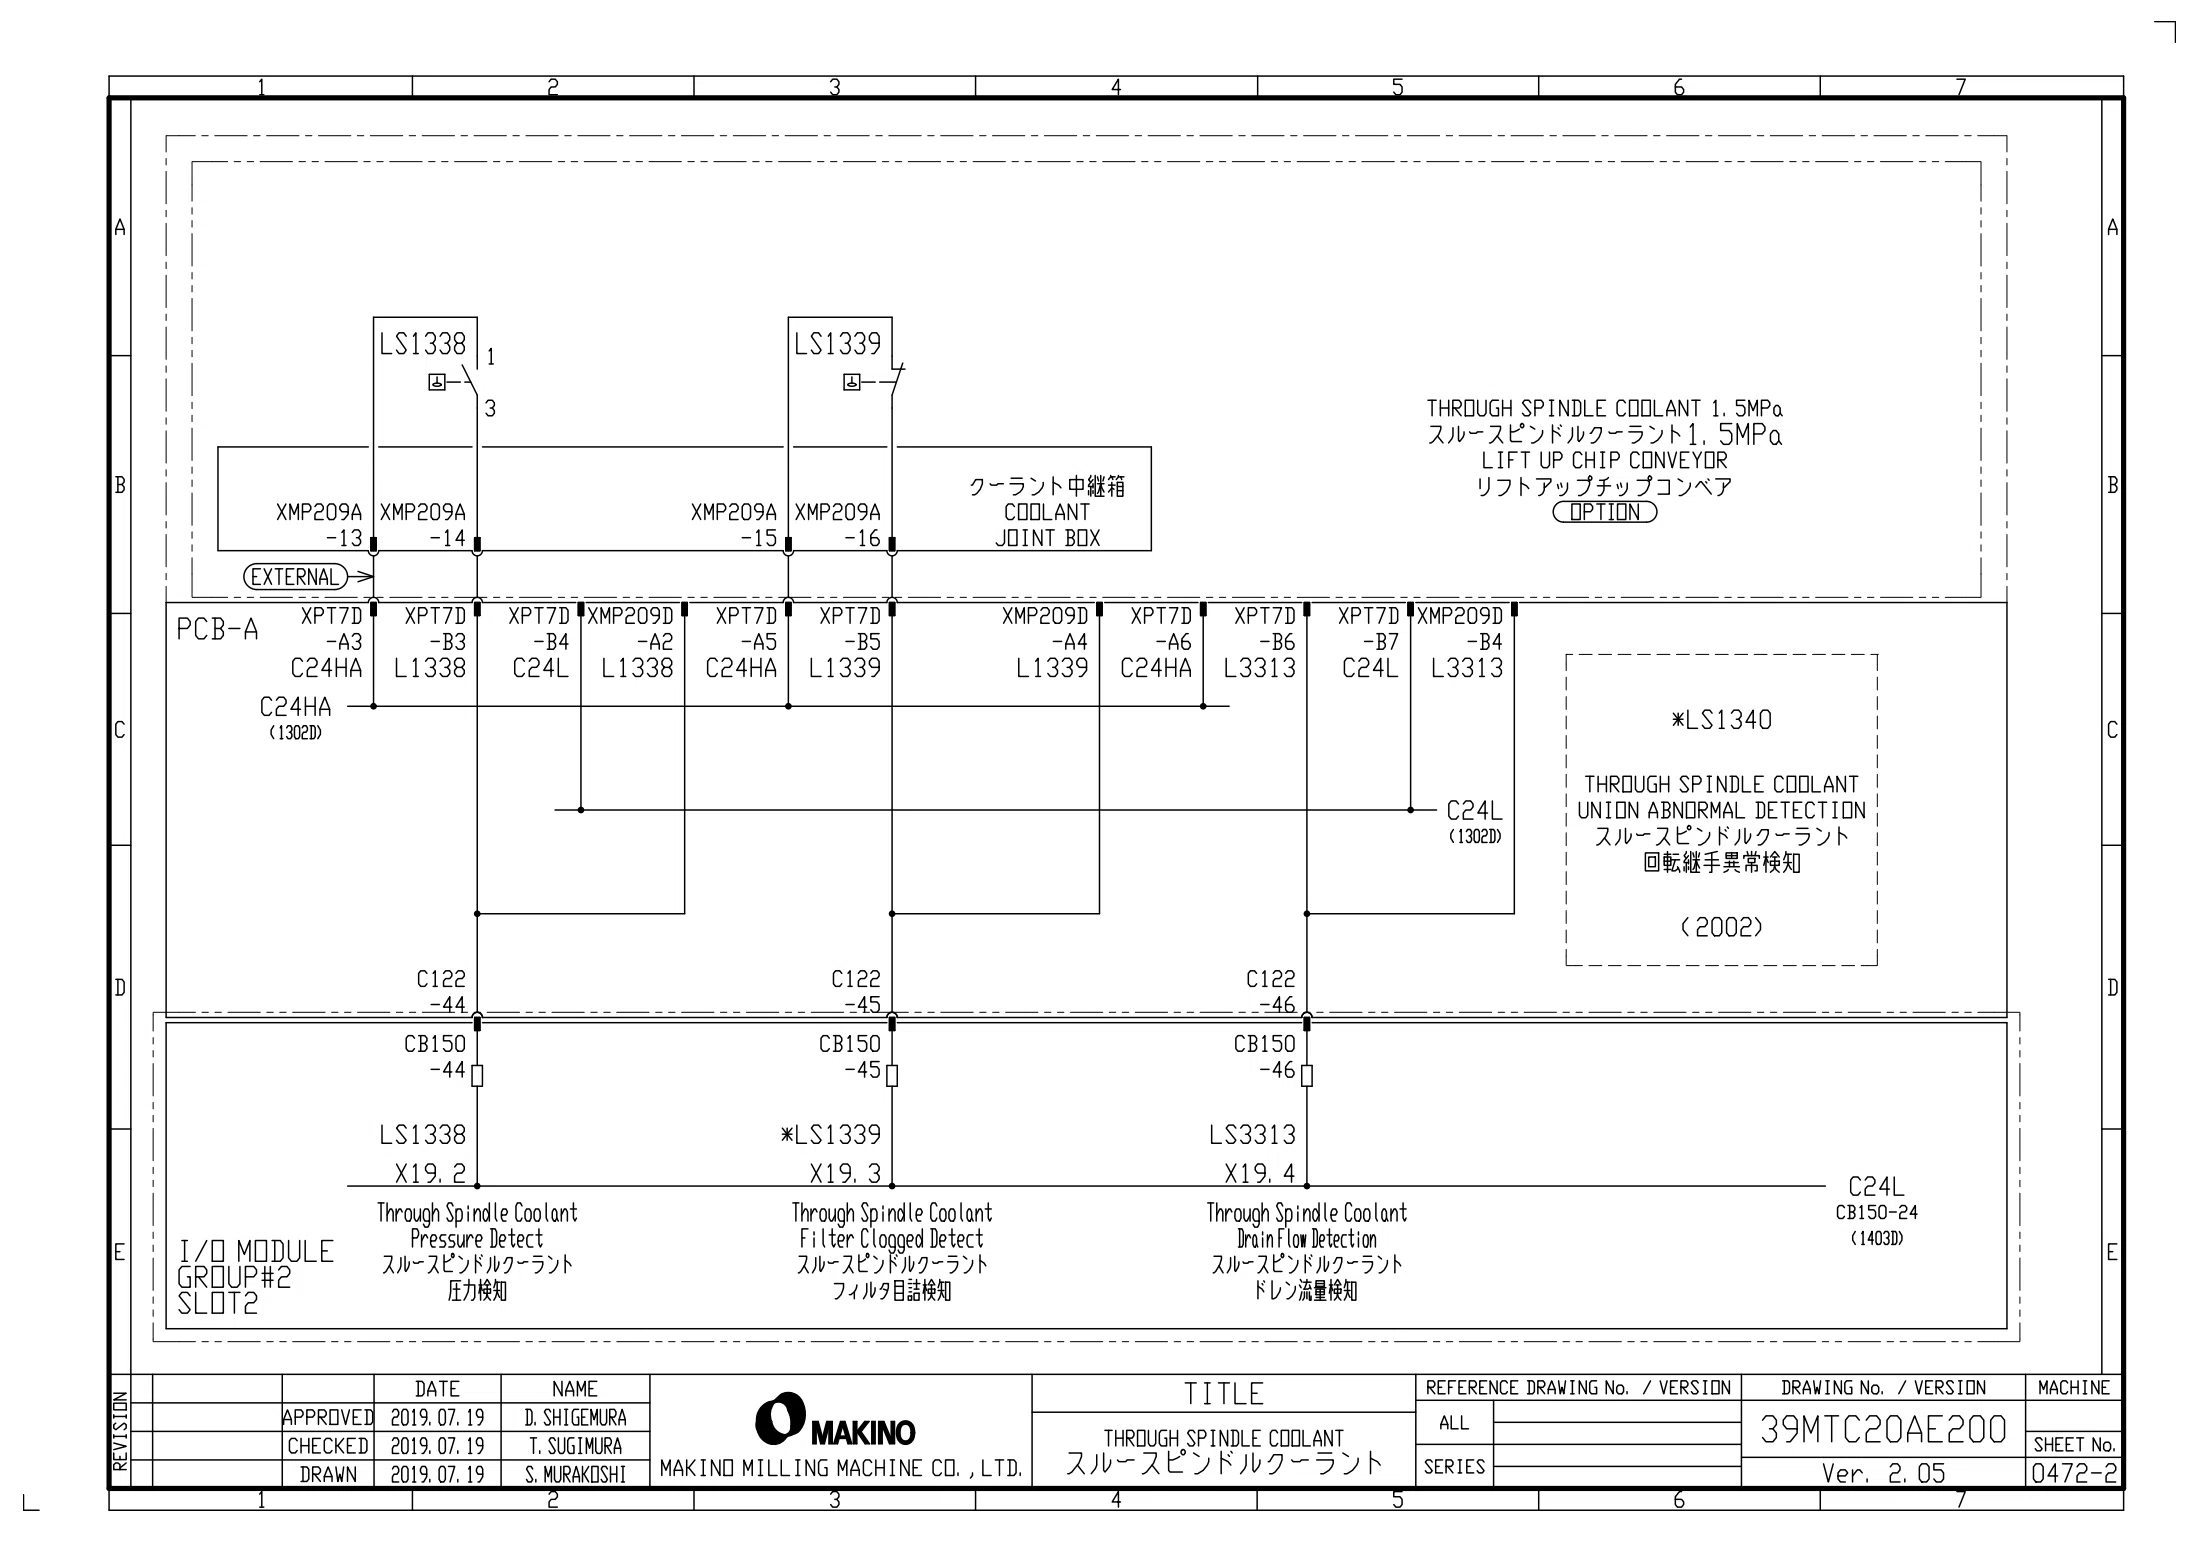 1 2 3 4 5 6 7
A A
LS1338 1
3
LS1339
THROUGH SPINDLE COOLANT 1.5MPa
スルースピンドルクーラント1.5MPa
LIFT UP CHIP CONVEYOR
リフトアップチップコンベア
OPTION
B B
クーラント中継箱
COOLANT
JOINT BOX
XMP209A XMP209A XMP209A XMP209A
-13 -14 -15 -16
EXTERNAL
PCB-A
XPT7D XPT7D XPT7D XMP209D XPT7D XPT7D XMP209D XPT7D XPT7D XPT7D XMP209D
-A3 -B3 -B4 -A2 -A5 -B5 -A4 -A6 -B6 -B7 -B4
C24HA L1338 C24L L1338 C24HA L1339 L1339 C24HA L3313 C24L L3313
C24HA
(1302D)
C C
*LS1340
THROUGH SPINDLE COOLANT
UNION ABNORMAL DETECTION
スルースピンドルクーラント
回転継手異常検知
(2002)
C24L
(1302D)
D D
C122 C122 C122
-44 -45 -46
CB150 CB150 CB150
-44 -45 -46
LS1338 *LS1339 LS3313
X19.2 X19.3 X19.4
C24L
CB150-24
(1403D)
Through Spindle Coolant
Pressure Detect
スルースピンドルクーラント
圧力検知
Through Spindle Coolant
Filter Clogged Detect
スルースピンドルクーラント
フィルタ目詰検知
Through Spindle Coolant
Drain Flow Detection
スルースピンドルクーラント
ドレン流量検知
E E
I/O MODULE
GROUP#2
SLOT2
REVISION
DATE NAME
APPROVED 2019.07.19 D. SHIGEMURA
CHECKED 2019.07.19 T. SUGIMURA
DRAWN 2019.07.19 S. MURAKOSHI
MAKINO
MAKINO MILLING MACHINE CO.,LTD.
TITLE
THROUGH SPINDLE COOLANT
スルースピンドルクーラント
REFERENCE DRAWING No. / VERSION
ALL
SERIES
DRAWING No. / VERSION
39MTC20AE200
Ver. 2.05
MACHINE
SHEET No.
0472-2
1 2 3 4 5 6 7